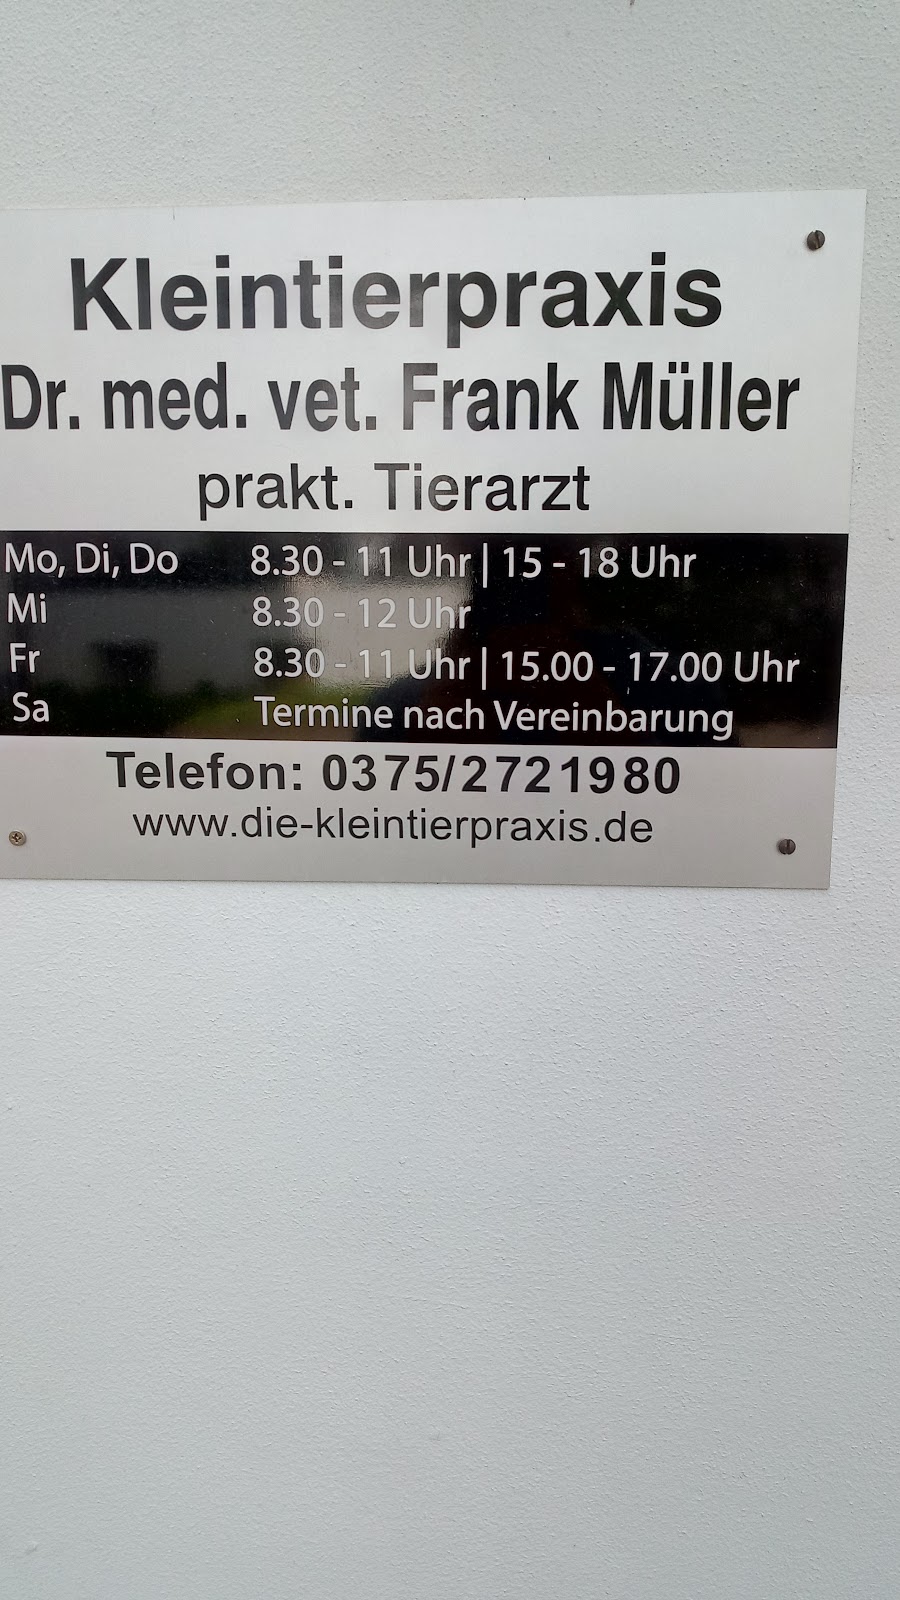 Kleintierpraxis
Dr. med. vet. Frank Müller
prakt. Tierarzt
Mo, Di, Do 8.30 - 11 Uhr | 15 - 18 Uhr
Mi 8.30 - 12 Uhr
Fr 8.30 - 11 Uhr | 15.00 - 17.00 Uhr
Sa Termine nach Vereinbarung
Telefon: 0375/2721980
www.die-kleintierpraxis.de